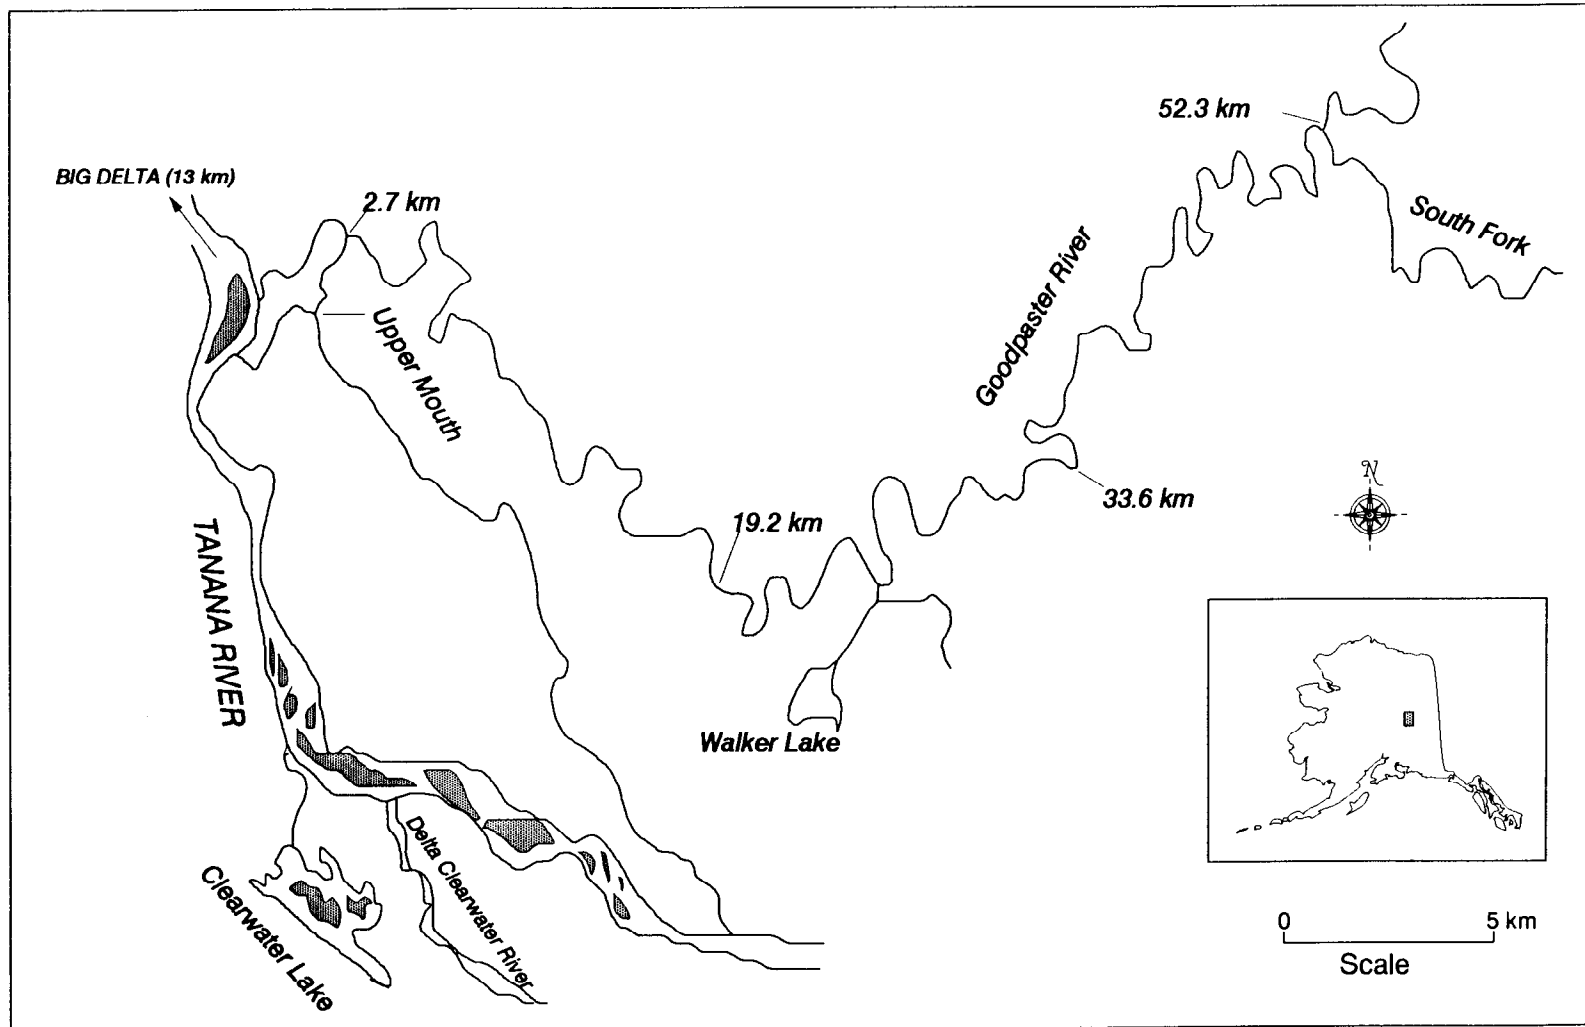 52.3 km
BIG DELTA (13 km)
2.7 km
South Fork
Goodpaster River
Upper Mouth
33.6 km
N
19.2 km
TANANA RIVER
Walker Lake
Delta Clearwater River
Clearwater Lake
0 5 km
Scale